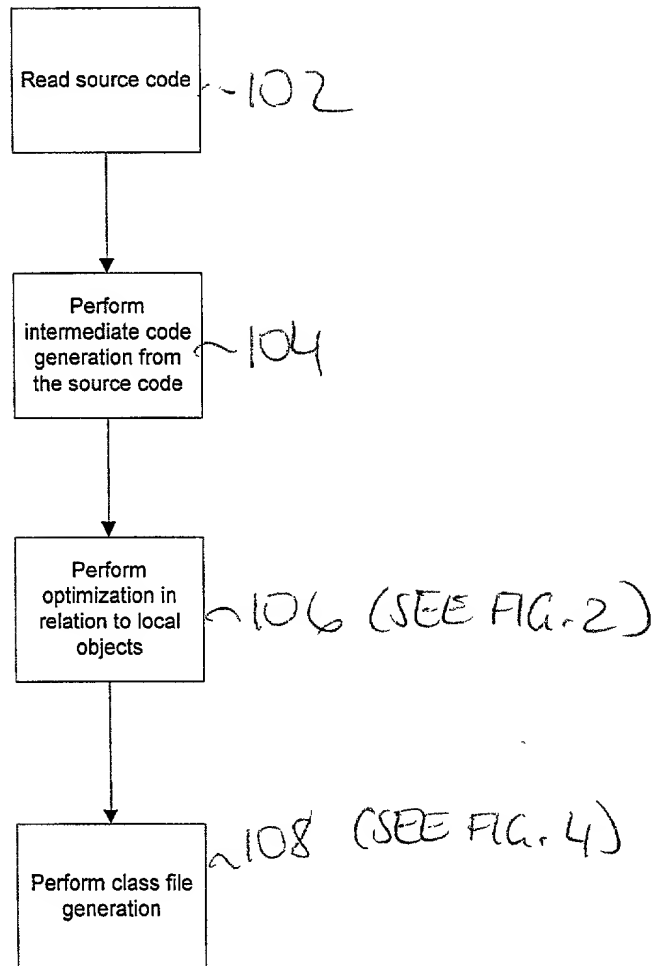 Read source code
102
Perform
intermediate code
generation from
the source code
104
Perform
optimization in
relation to local
objects
106 (SEE FIG. 2)
Perform class file
generation
108 (SEE FIG. 4)